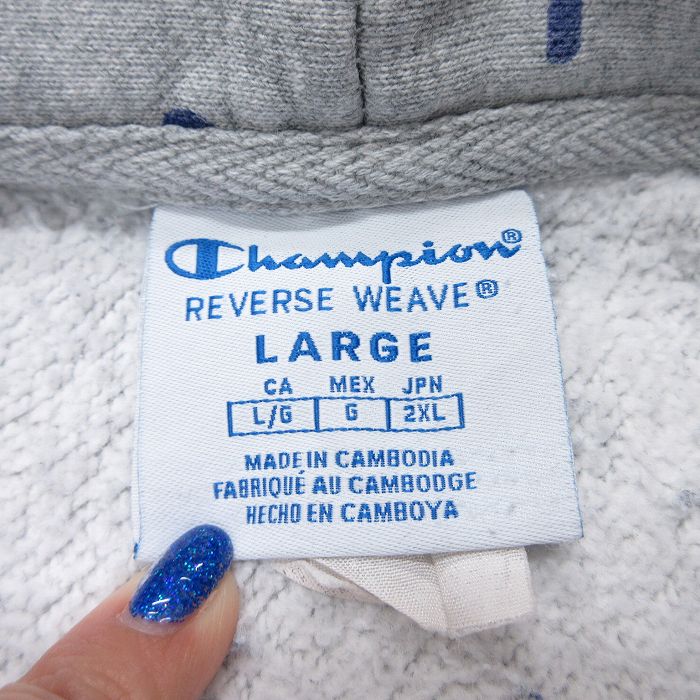 Champion®
REVERSE WEAVE®
LARGE
CA MEX JPN
L/G G 2XL
MADE IN CAMBODIA
FABRIQUÉ AU CAMBODGE
HECHO EN CAMBOYA